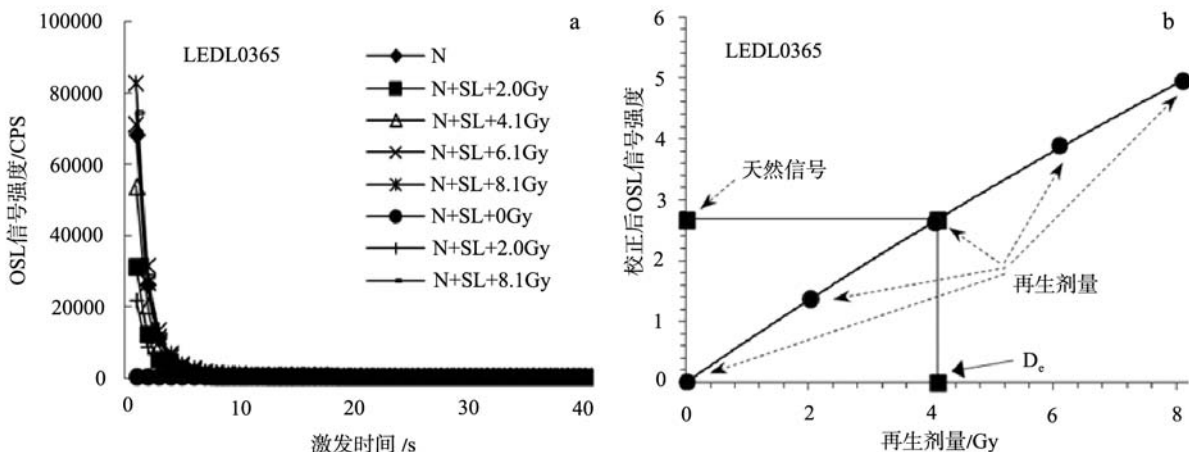 a
LEDL0365
100000
80000
60000
40000
20000
0
OSL信号强度/CPS
N
N+SL+2.0Gy
N+SL+4.1Gy
N+SL+6.1Gy
N+SL+8.1Gy
N+SL+0Gy
N+SL+2.0Gy
N+SL+8.1Gy
0 10 20 30 40
激发时间 /s
b
LEDL0365
6
5
4
3
2
1
0
校正后OSL信号强度
天然信号
再生剂量
De
0 2 4 6 8
再生剂量/Gy